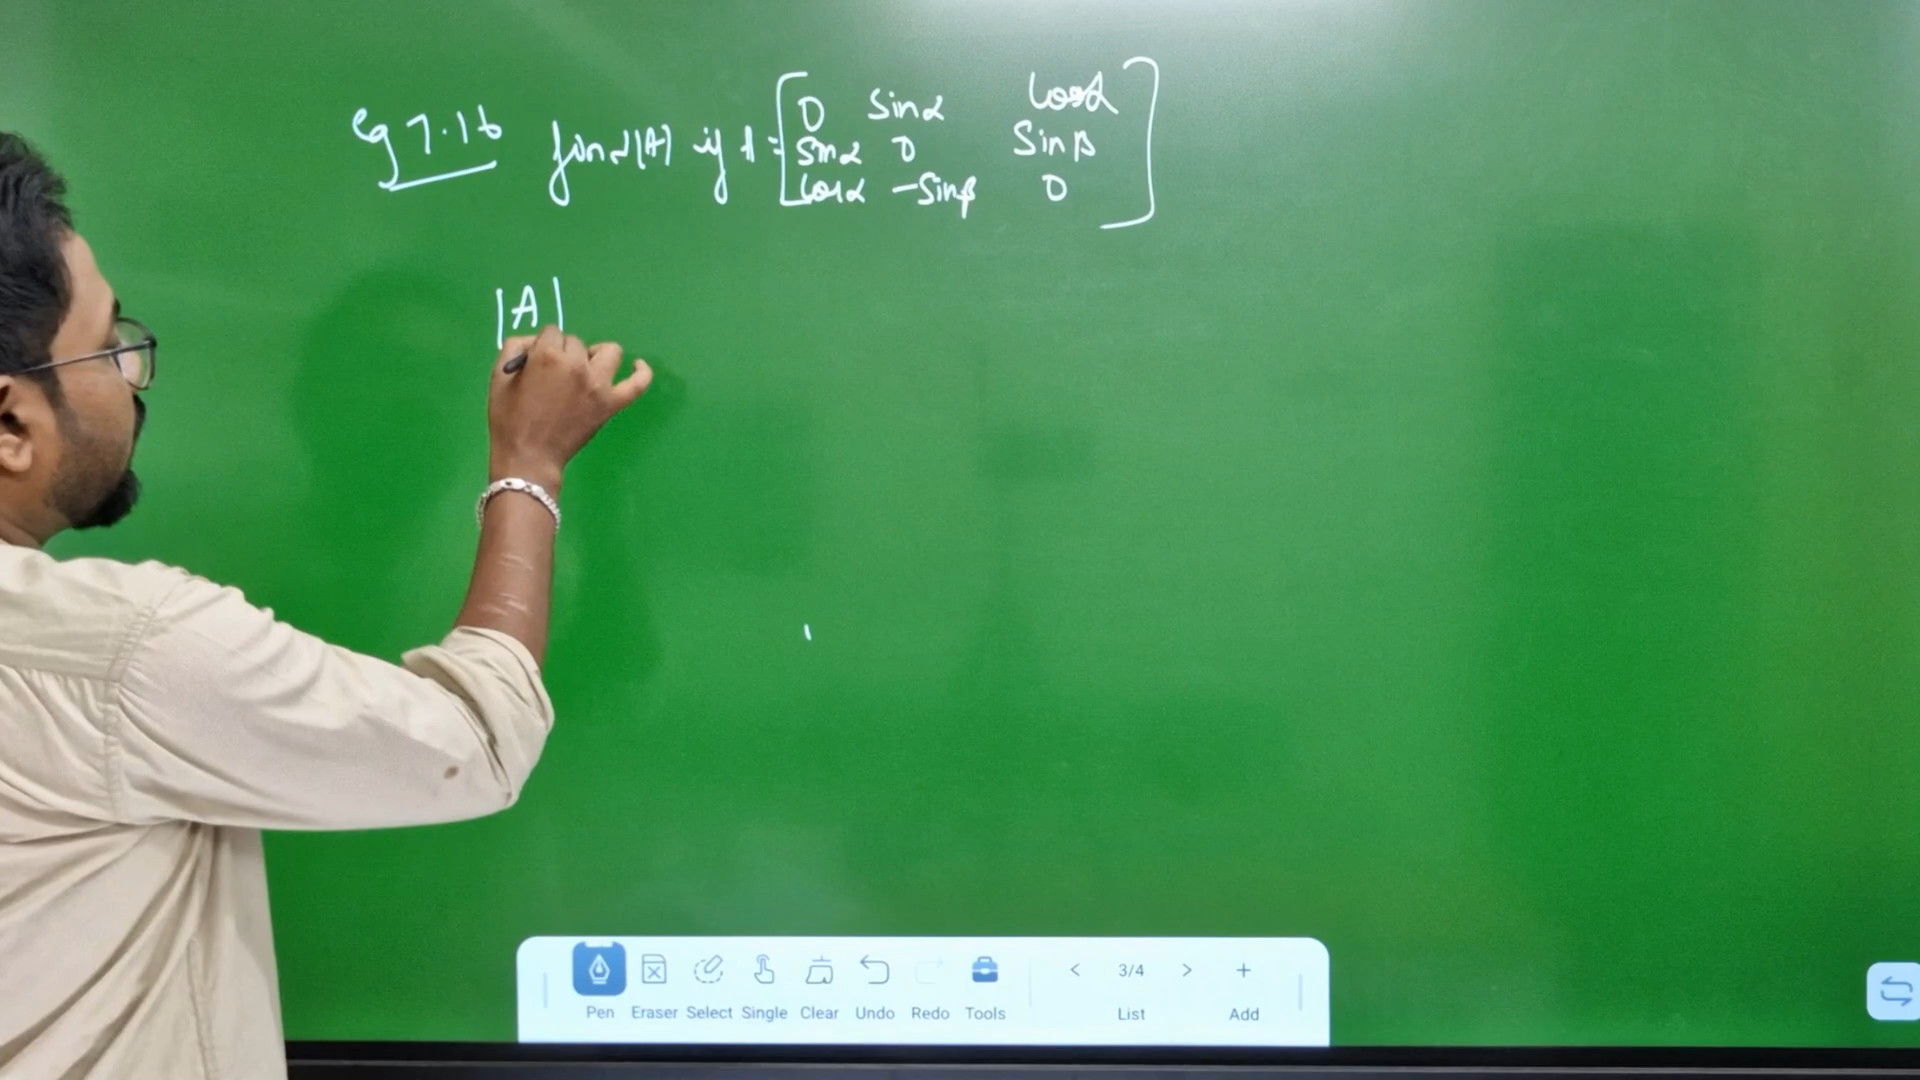 eg 7.16 find |A| if A = [ 0 Sinα Cosα
Sinα 0 Sinβ
Cosα -Sinβ 0 ]
|A|
Pen Eraser Select Single Clear Undo Redo Tools < 3/4 > +
List Add